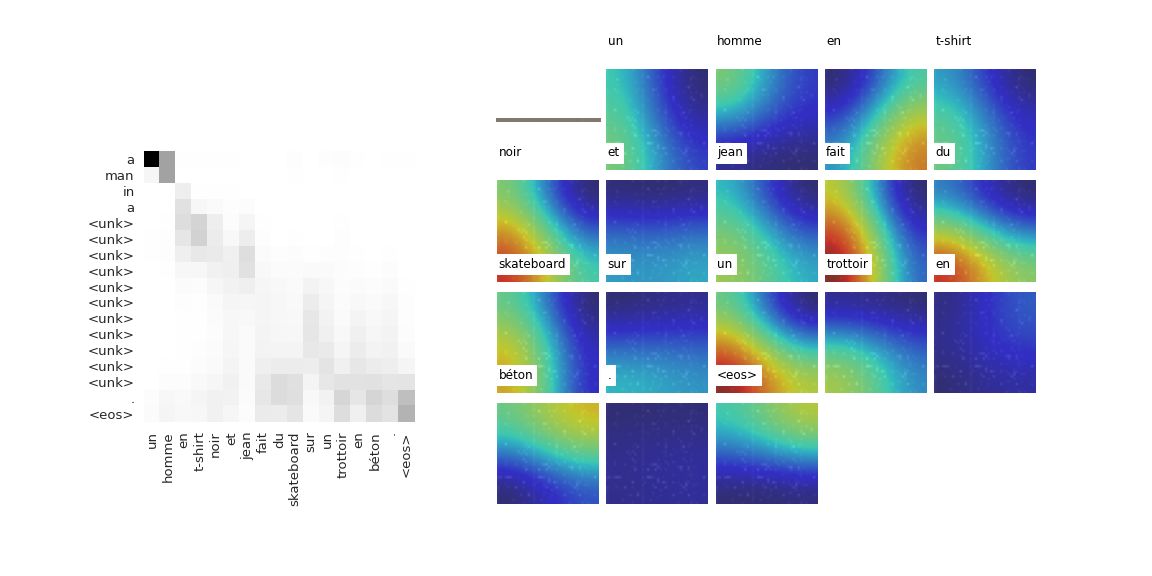 a
man
in
a
<unk>
<unk>
<unk>
<unk>
<unk>
<unk>
<unk>
<unk>
<unk>
<unk>
<unk>
.
<eos>
un
homme
en
t-shirt
noir
et
jean
fait
du
skateboard
sur
un
trottoir
en
béton
.
<eos>
un homme en t-shirt
noir et jean fait du
skateboard sur un trottoir en
béton . <eos>